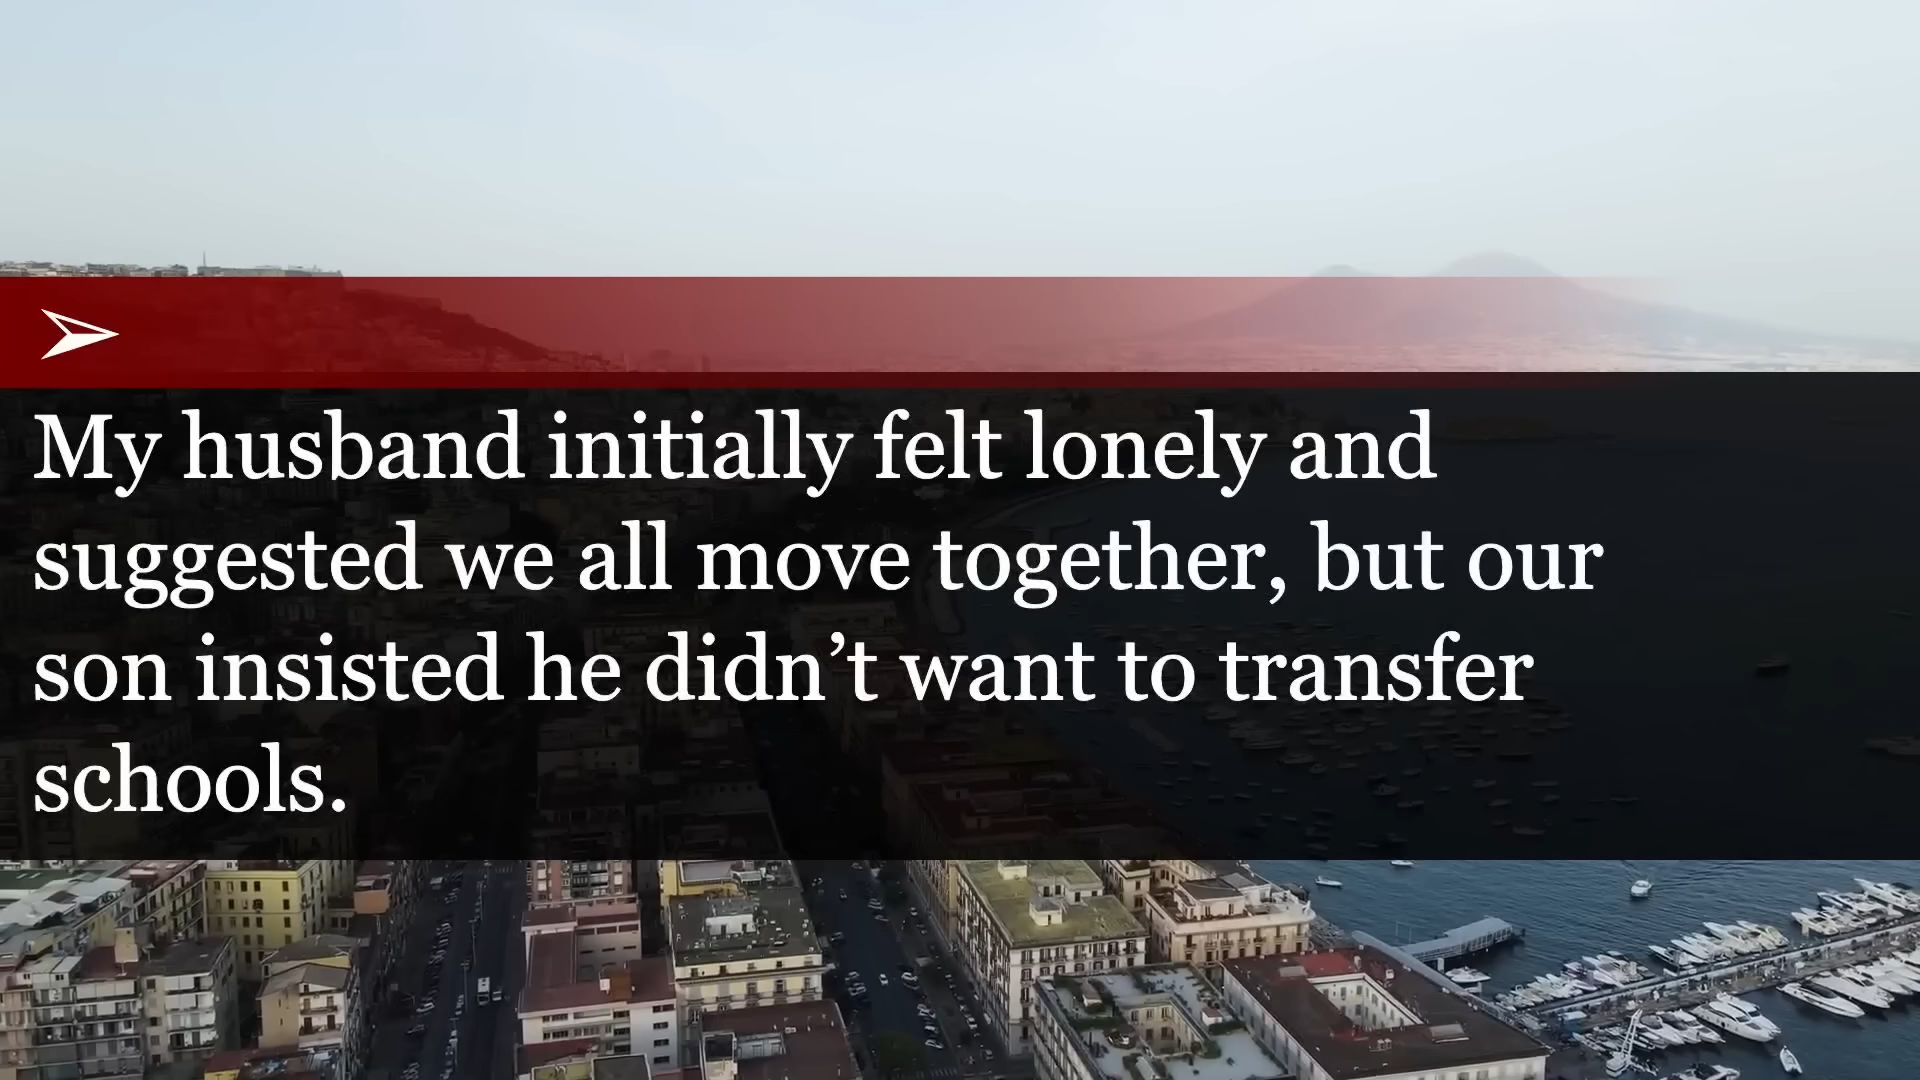 My husband initially felt lonely and
suggested we all move together, but our
son insisted he didn’t want to transfer
schools.